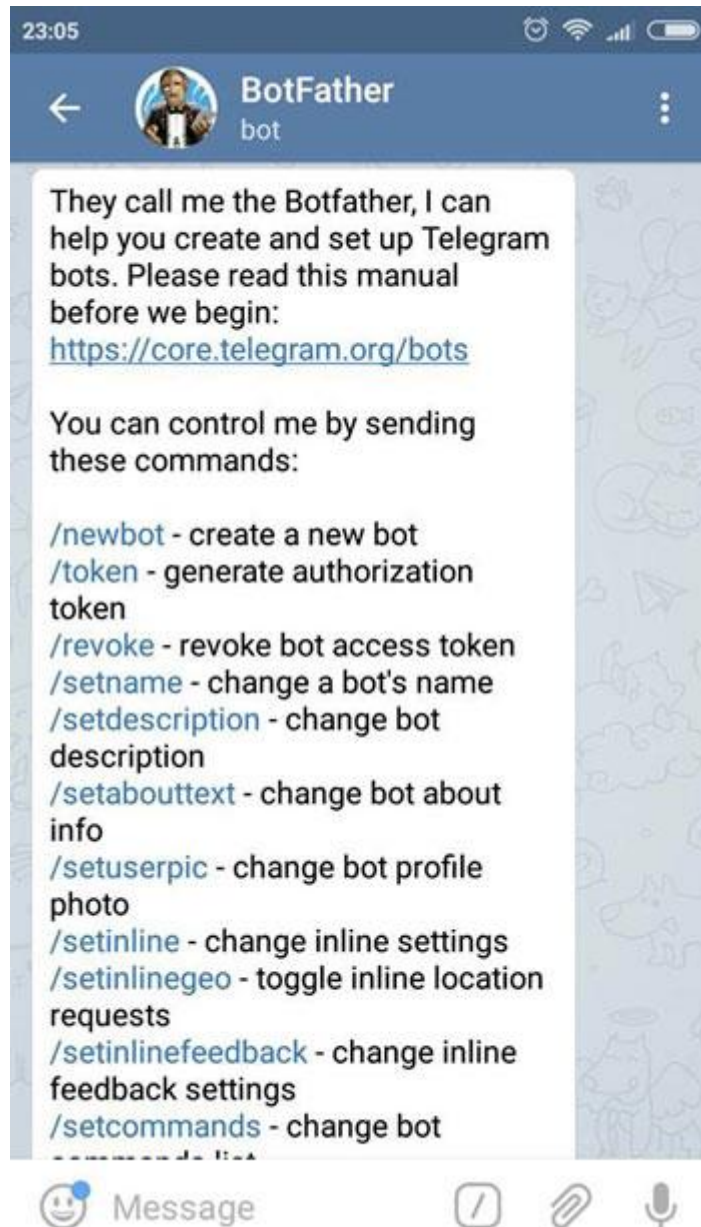 23:05
BotFather
bot
They call me the Botfather, I can
help you create and set up Telegram
bots. Please read this manual
before we begin:
https://core.telegram.org/bots
You can control me by sending
these commands:
/newbot - create a new bot
/token - generate authorization
token
/revoke - revoke bot access token
/setname - change a bot's name
/setdescription - change bot
description
/setabouttext - change bot about
info
/setuserpic - change bot profile
photo
/setinline - change inline settings
/setinlinegeo - toggle inline location
requests
/setinlinefeedback - change inline
feedback settings
/setcommands - change bot
Message